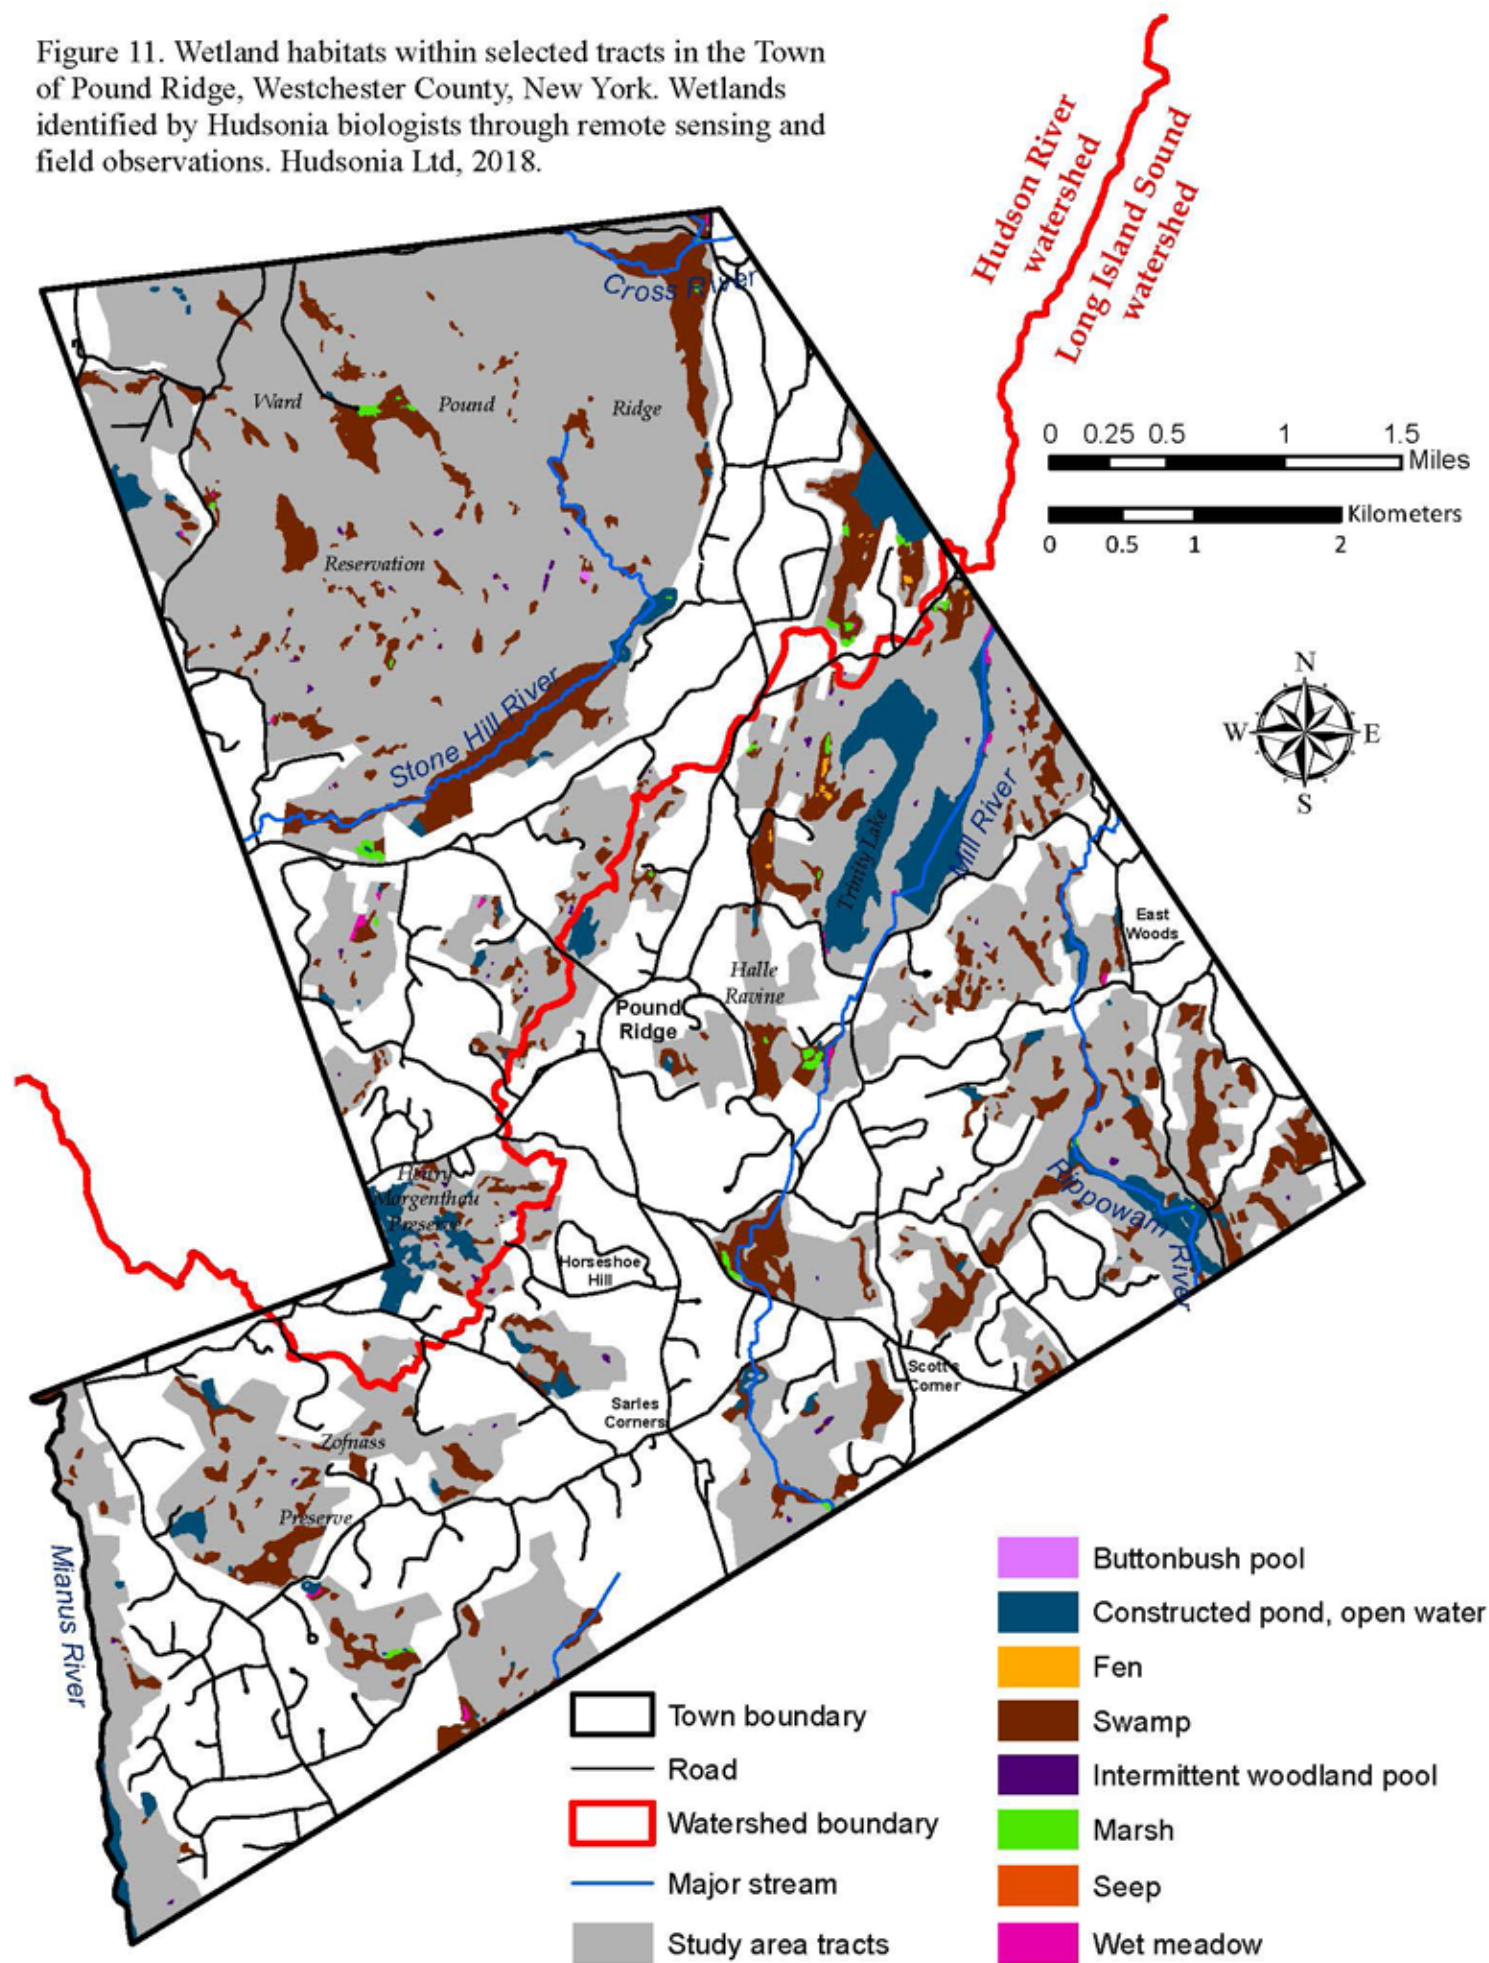 Figure 11. Wetland habitats within selected tracts in the Town
of Pound Ridge, Westchester County, New York. Wetlands
identified by Hudsonia biologists through remote sensing and
field observations. Hudsonia Ltd, 2018.
Hudson River
watershed
Long Island Sound
watershed
Cross River
Ward Pound Ridge
Reservation
0 0.25 0.5 1 1.5
Miles
Kilometers
0 0.5 1 2
N
W E
S
Stone Hill River
Trinity Lake
Mill River
East
Woods
Halle
Ravine
Pound
Ridge
Henry
Morgenthau
Preserve
Rippowam River
Horseshoe
Hill
Scott's
Corner
Sarles
Corners
Zofnass
Preserve
Mianus River
Town boundary
Road
Watershed boundary
Major stream
Study area tracts
Buttonbush pool
Constructed pond, open water
Fen
Swamp
Intermittent woodland pool
Marsh
Seep
Wet meadow